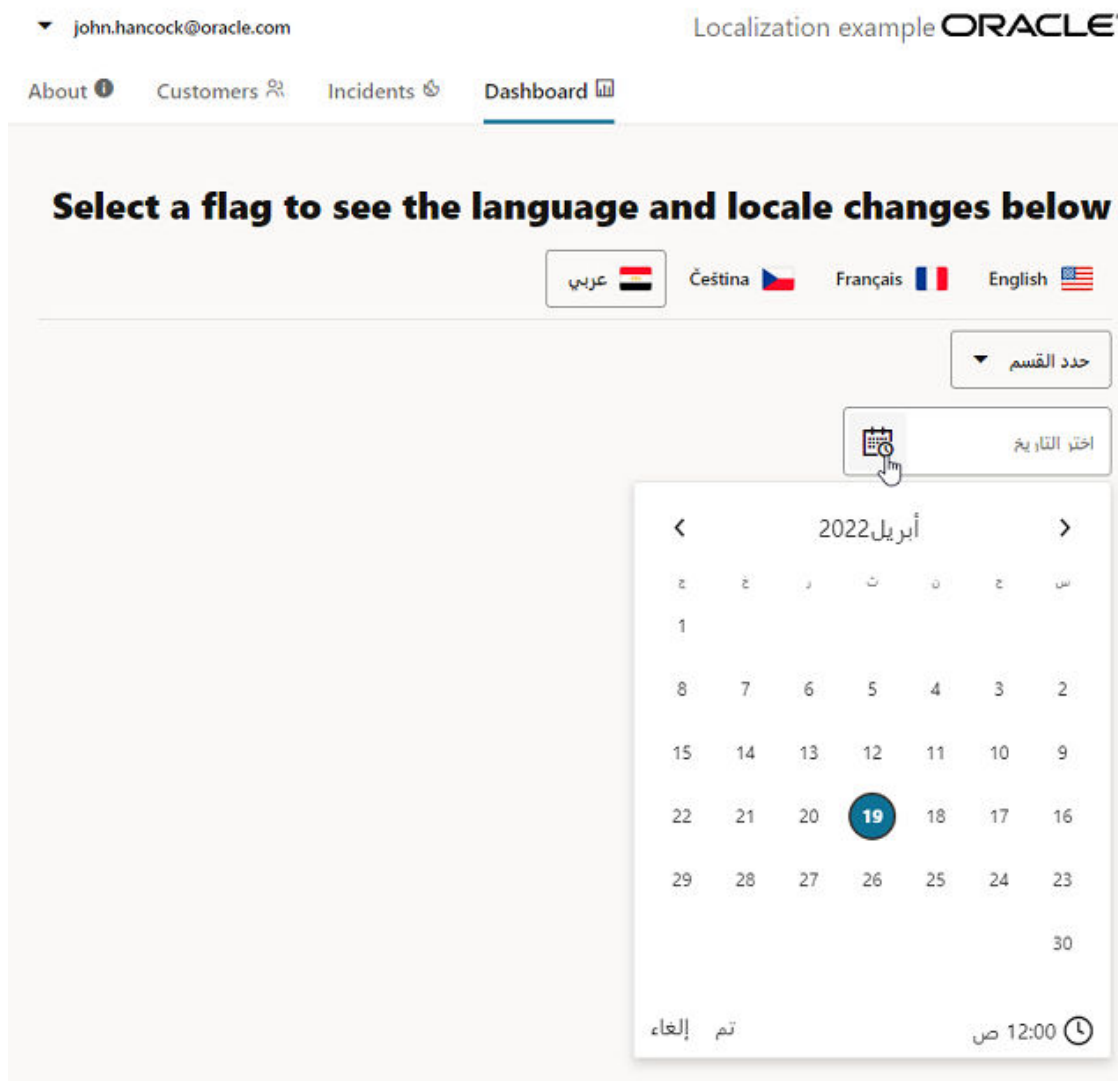 john.hancock@oracle.com
Localization example ORACLE
About Customers Incidents Dashboard
Select a flag to see the language and locale changes below
عربي Čeština Français English
حدد القسم
اختر التاريخ
أبريل2022
س ح ن ث ر خ ج
1
2 3 4 5 6 7 8
9 10 11 12 13 14 15
16 17 18 19 20 21 22
23 24 25 26 27 28 29
30
12:00 ص تم إلغاء